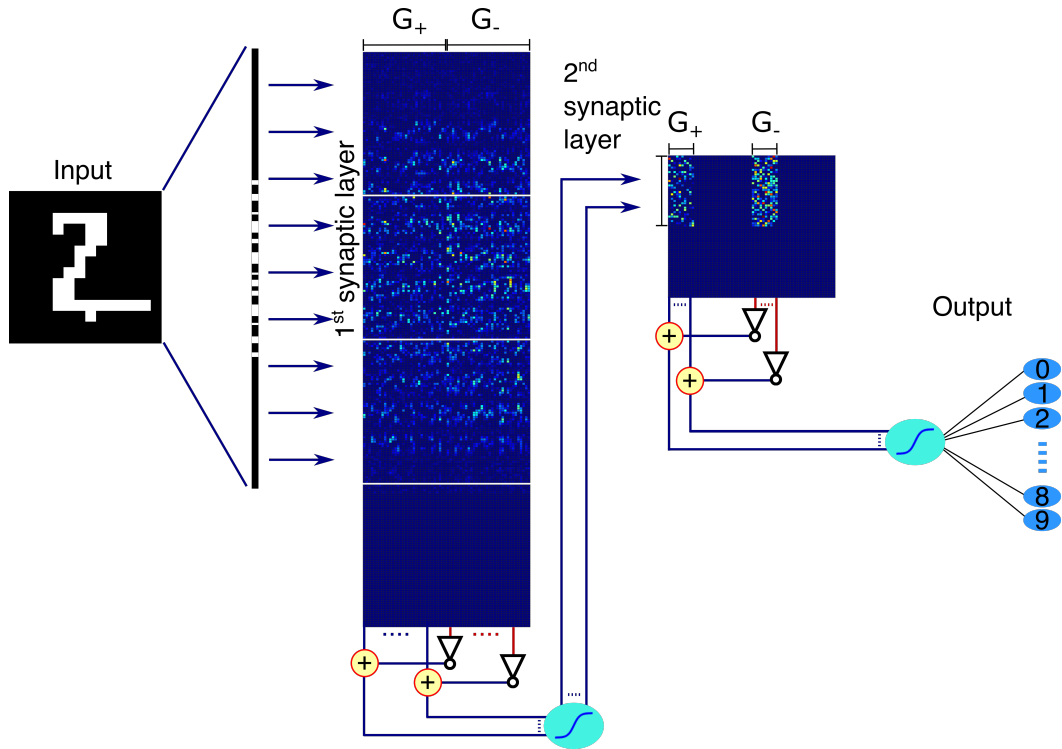 G+ G-
2nd
synaptic
layer
G+ G-
Input
1st synaptic layer
Output
0
1
2
8
9
+
+
+
+